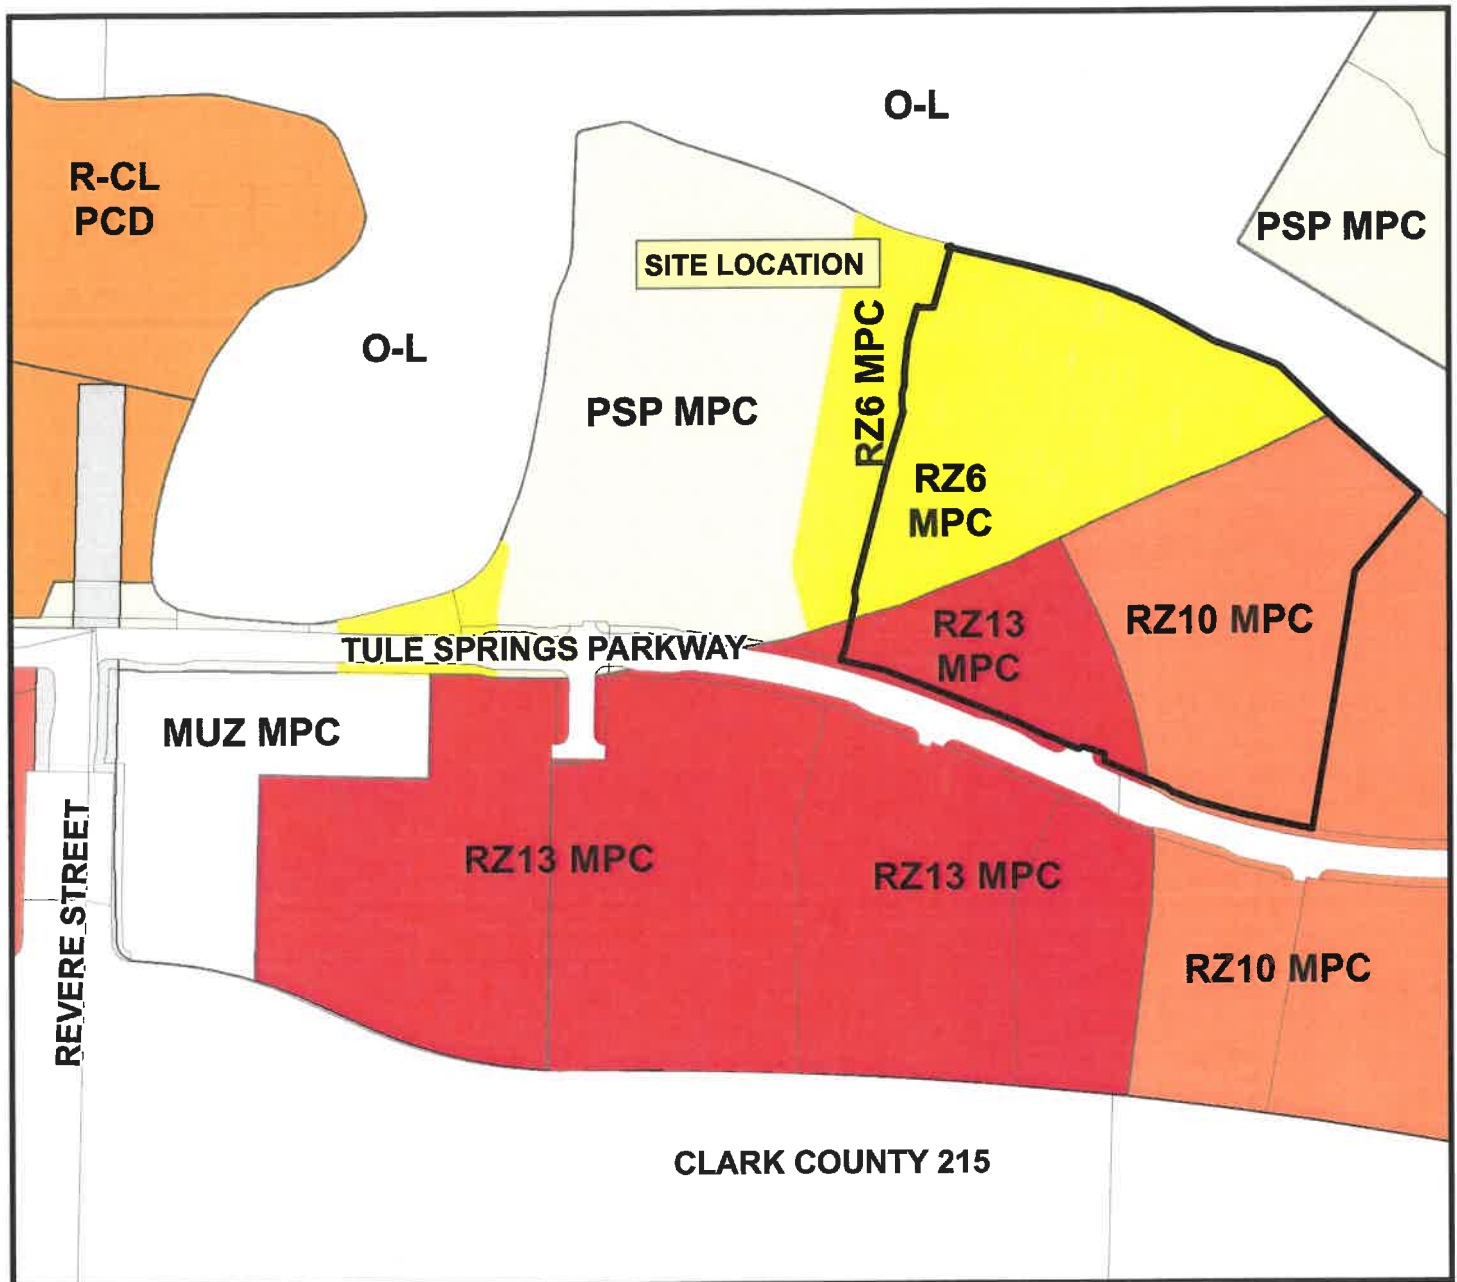 O-L
R-CL
PCD
PSP MPC
SITE LOCATION
RZ6 MPC
O-L
PSP MPC
RZ6
MPC
RZ13
MPC
RZ10 MPC
TULE SPRINGS PARKWAY
MUZ MPC
REVERE STREET
RZ13 MPC
RZ13 MPC
RZ10 MPC
CLARK COUNTY 215